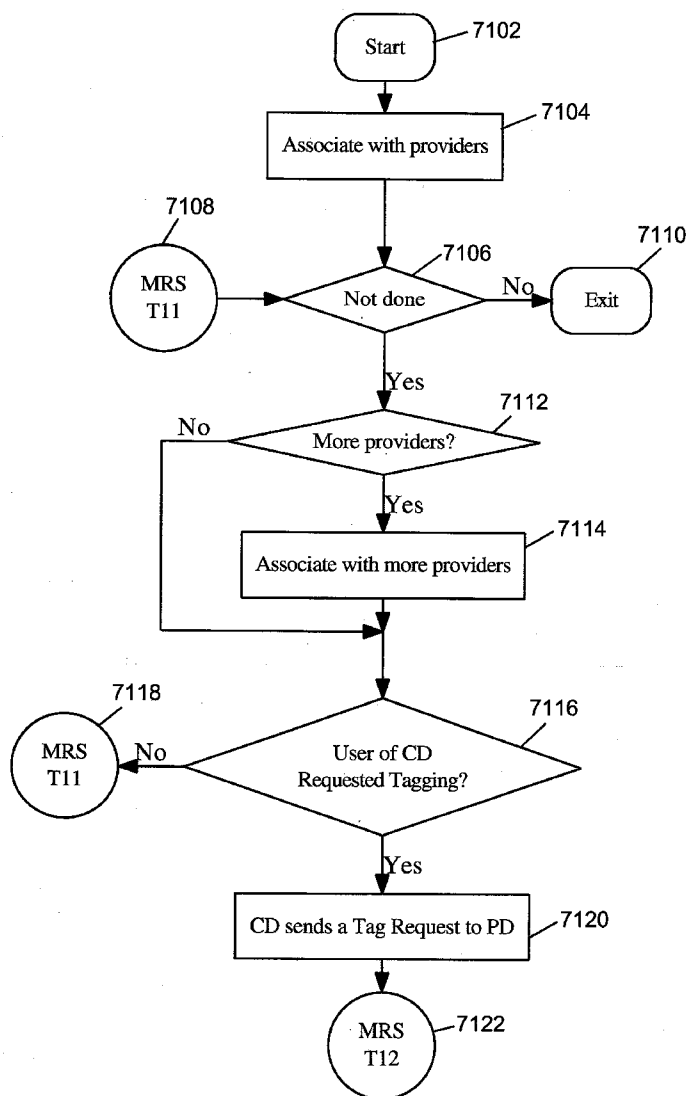 Start
7102
Associate with providers
7104
7108
MRS
T11
7106
Not done
No
7110
Exit
Yes
7112
No
More providers?
Yes
7114
Associate with more providers
7118
MRS
T11
No
7116
User of CD
Requested Tagging?
Yes
CD sends a Tag Request to PD
7120
MRS
T12
7122